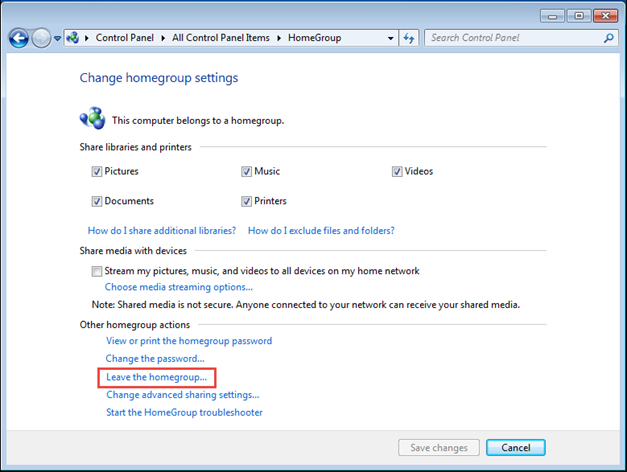 Control Panel All Control Panel Items HomeGroup Search Control Panel
Change homegroup settings
This computer belongs to a homegroup.
Share libraries and printers
Pictures Music Videos
Documents Printers
How do I share additional libraries? How do I exclude files and folders?
Share media with devices
Stream my pictures, music, and videos to all devices on my home network
Choose media streaming options...
Note: Shared media is not secure. Anyone connected to your network can receive your shared media.
Other homegroup actions
View or print the homegroup password
Change the password...
Leave the homegroup...
Change advanced sharing settings...
Start the HomeGroup troubleshooter
Save changes Cancel